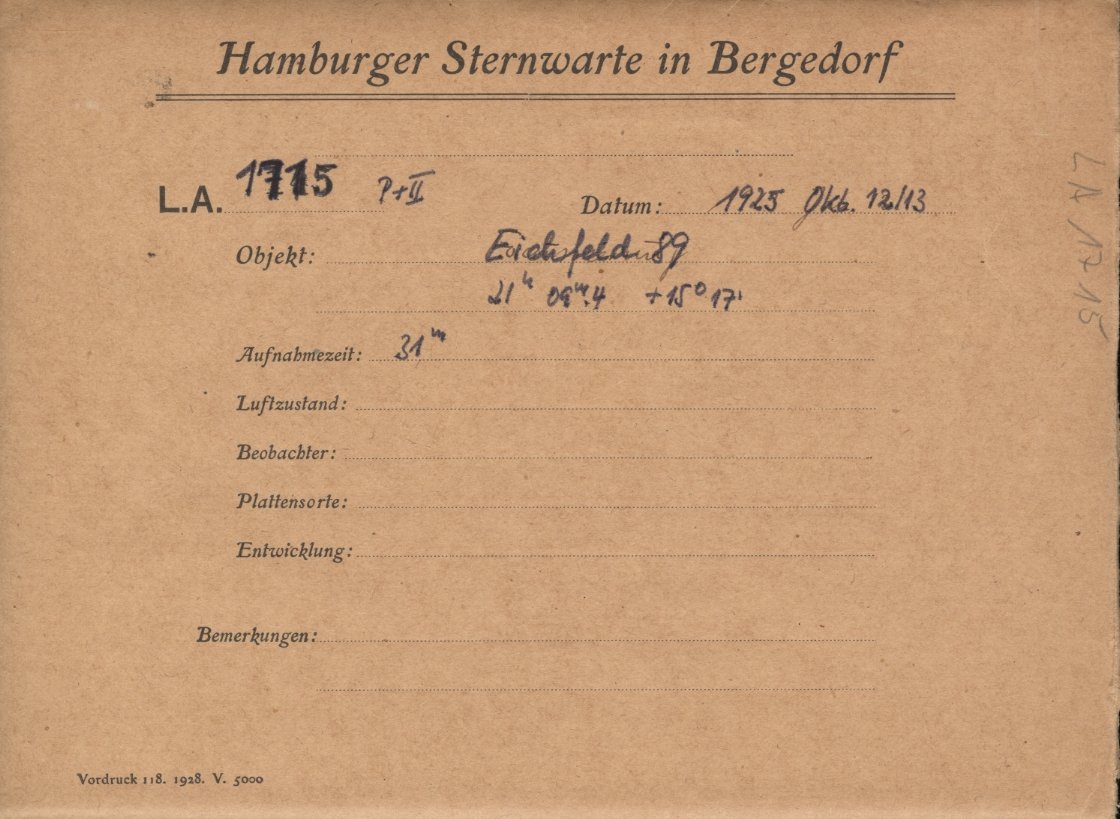 Hamburger Sternwarte in Bergedorf
L.A. 1715 P+II
Datum: 1925 Okt. 12/13
Objekt: Eichsfeld 89
21h 09m.4 +15° 17'
Aufnahmezeit: 31m
Luftzustand:
Beobachter:
Plattensorte:
Entwicklung:
Bemerkungen:
Vordruck 118. 1928. V. 5000
LA 1715